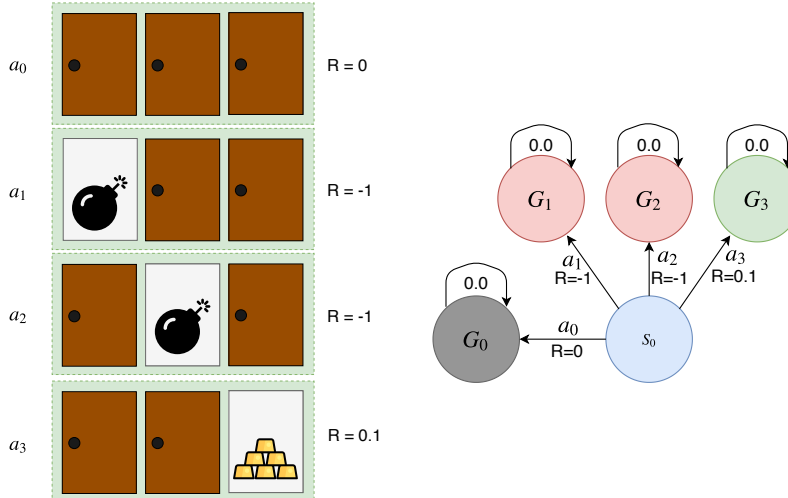 a0
R = 0
a1
R = -1
a2
R = -1
a3
R = 0.1
0.0
0.0
0.0
G1
G2
G3
a1
R=-1
a2
R=-1
a3
R=0.1
0.0
G0
a0
R=0
S0